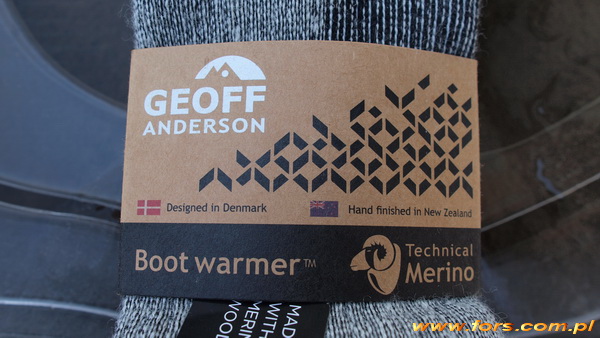 GEOFF
ANDERSON
Designed in Denmark
Hand finished in New Zealand
Boot warmer™
Technical
Merino
MADE
WITH
MERIN
WOO
www.fors.com.pl